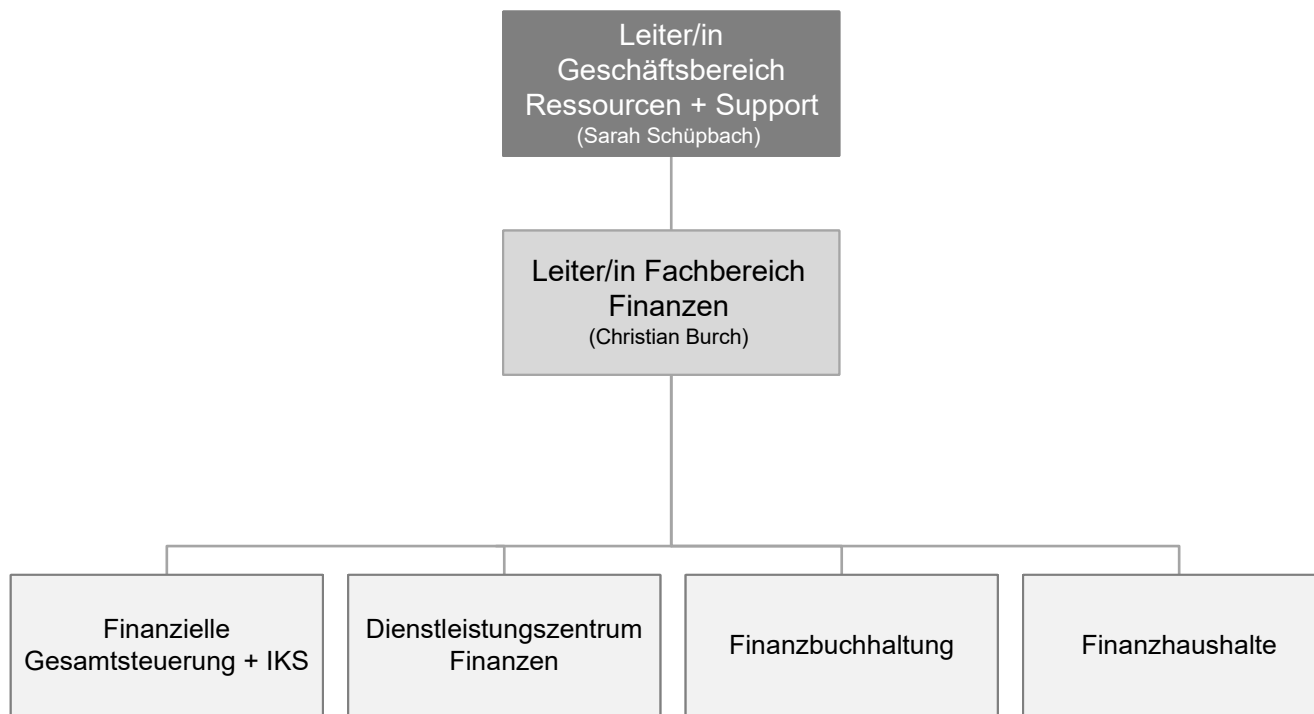 Leiter/in
Geschäftsbereich
Ressourcen + Support
(Sarah Schüpbach)
Leiter/in Fachbereich
Finanzen
(Christian Burch)
Finanzielle
Gesamtsteuerung + IKS
Dienstleistungszentrum
Finanzen
Finanzbuchhaltung
Finanzhaushalte